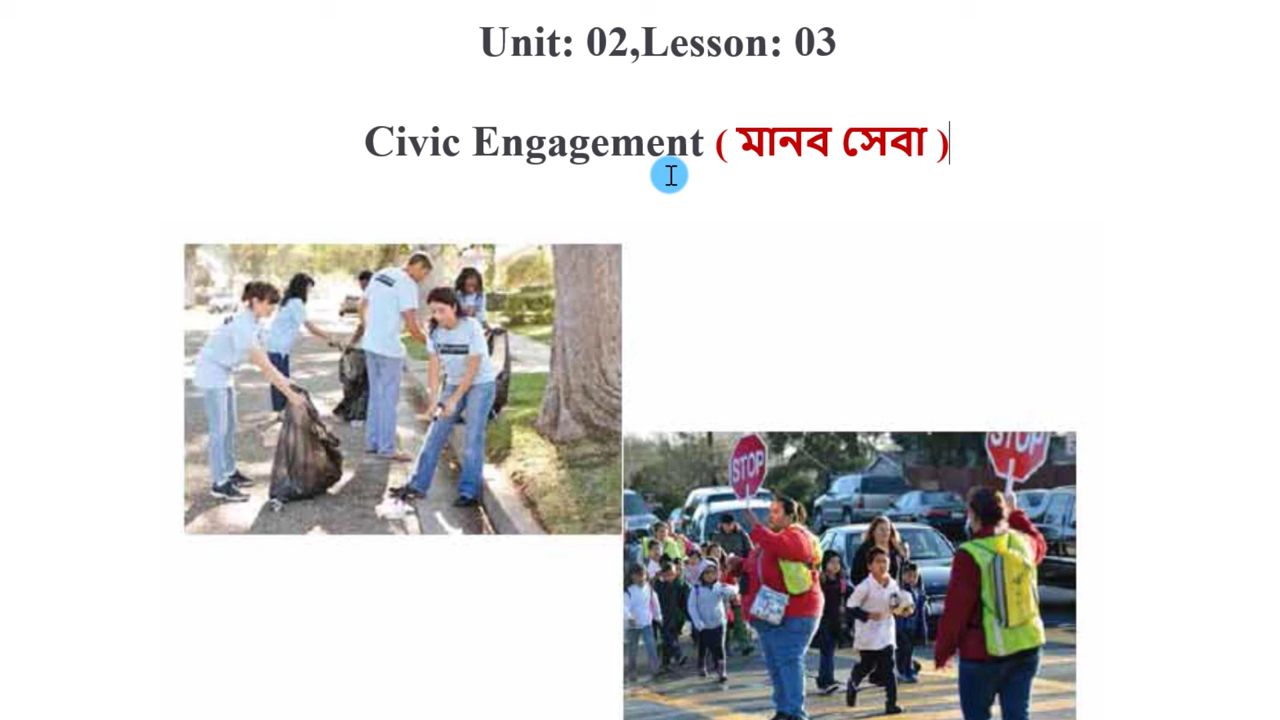 Unit: 02,Lesson: 03
Civic Engagement ( মানব সেবা )
STOP
STOP